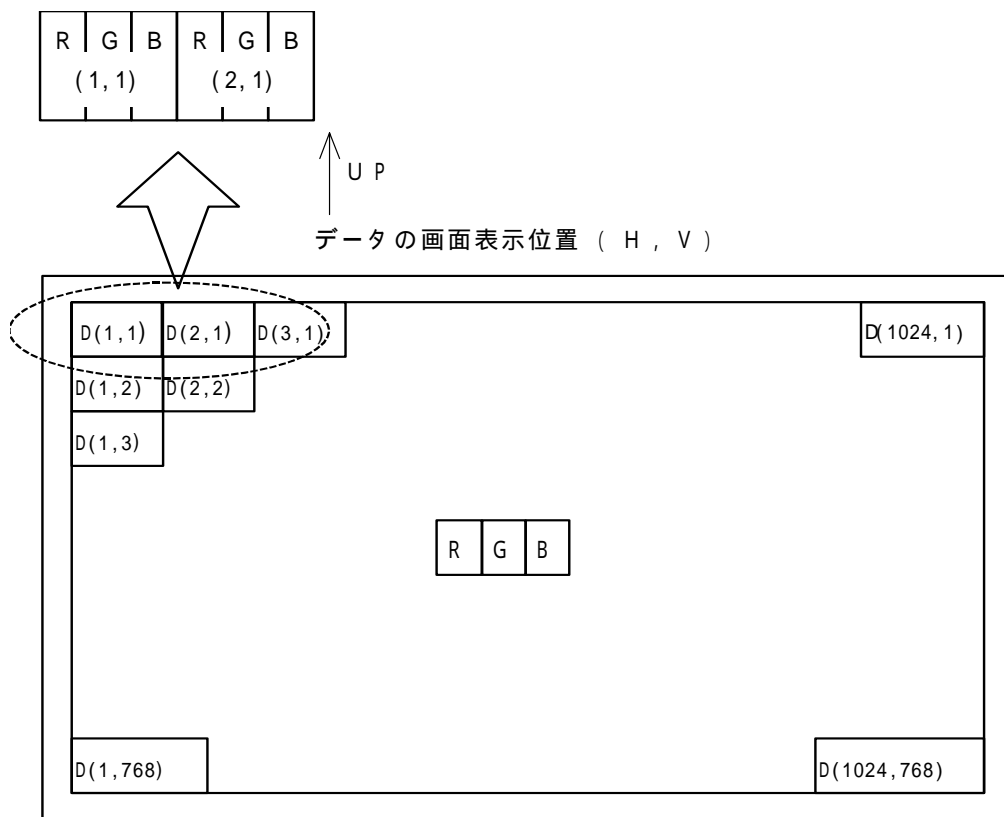 R G B R G B
(1,1) (2,1)
UP
データの画面表示位置 ( H , V )
D(1,1) D(2,1) D(3,1) D(1024,1)
D(1,2) D(2,2)
D(1,3)
R G B
D(1,768) D(1024,768)